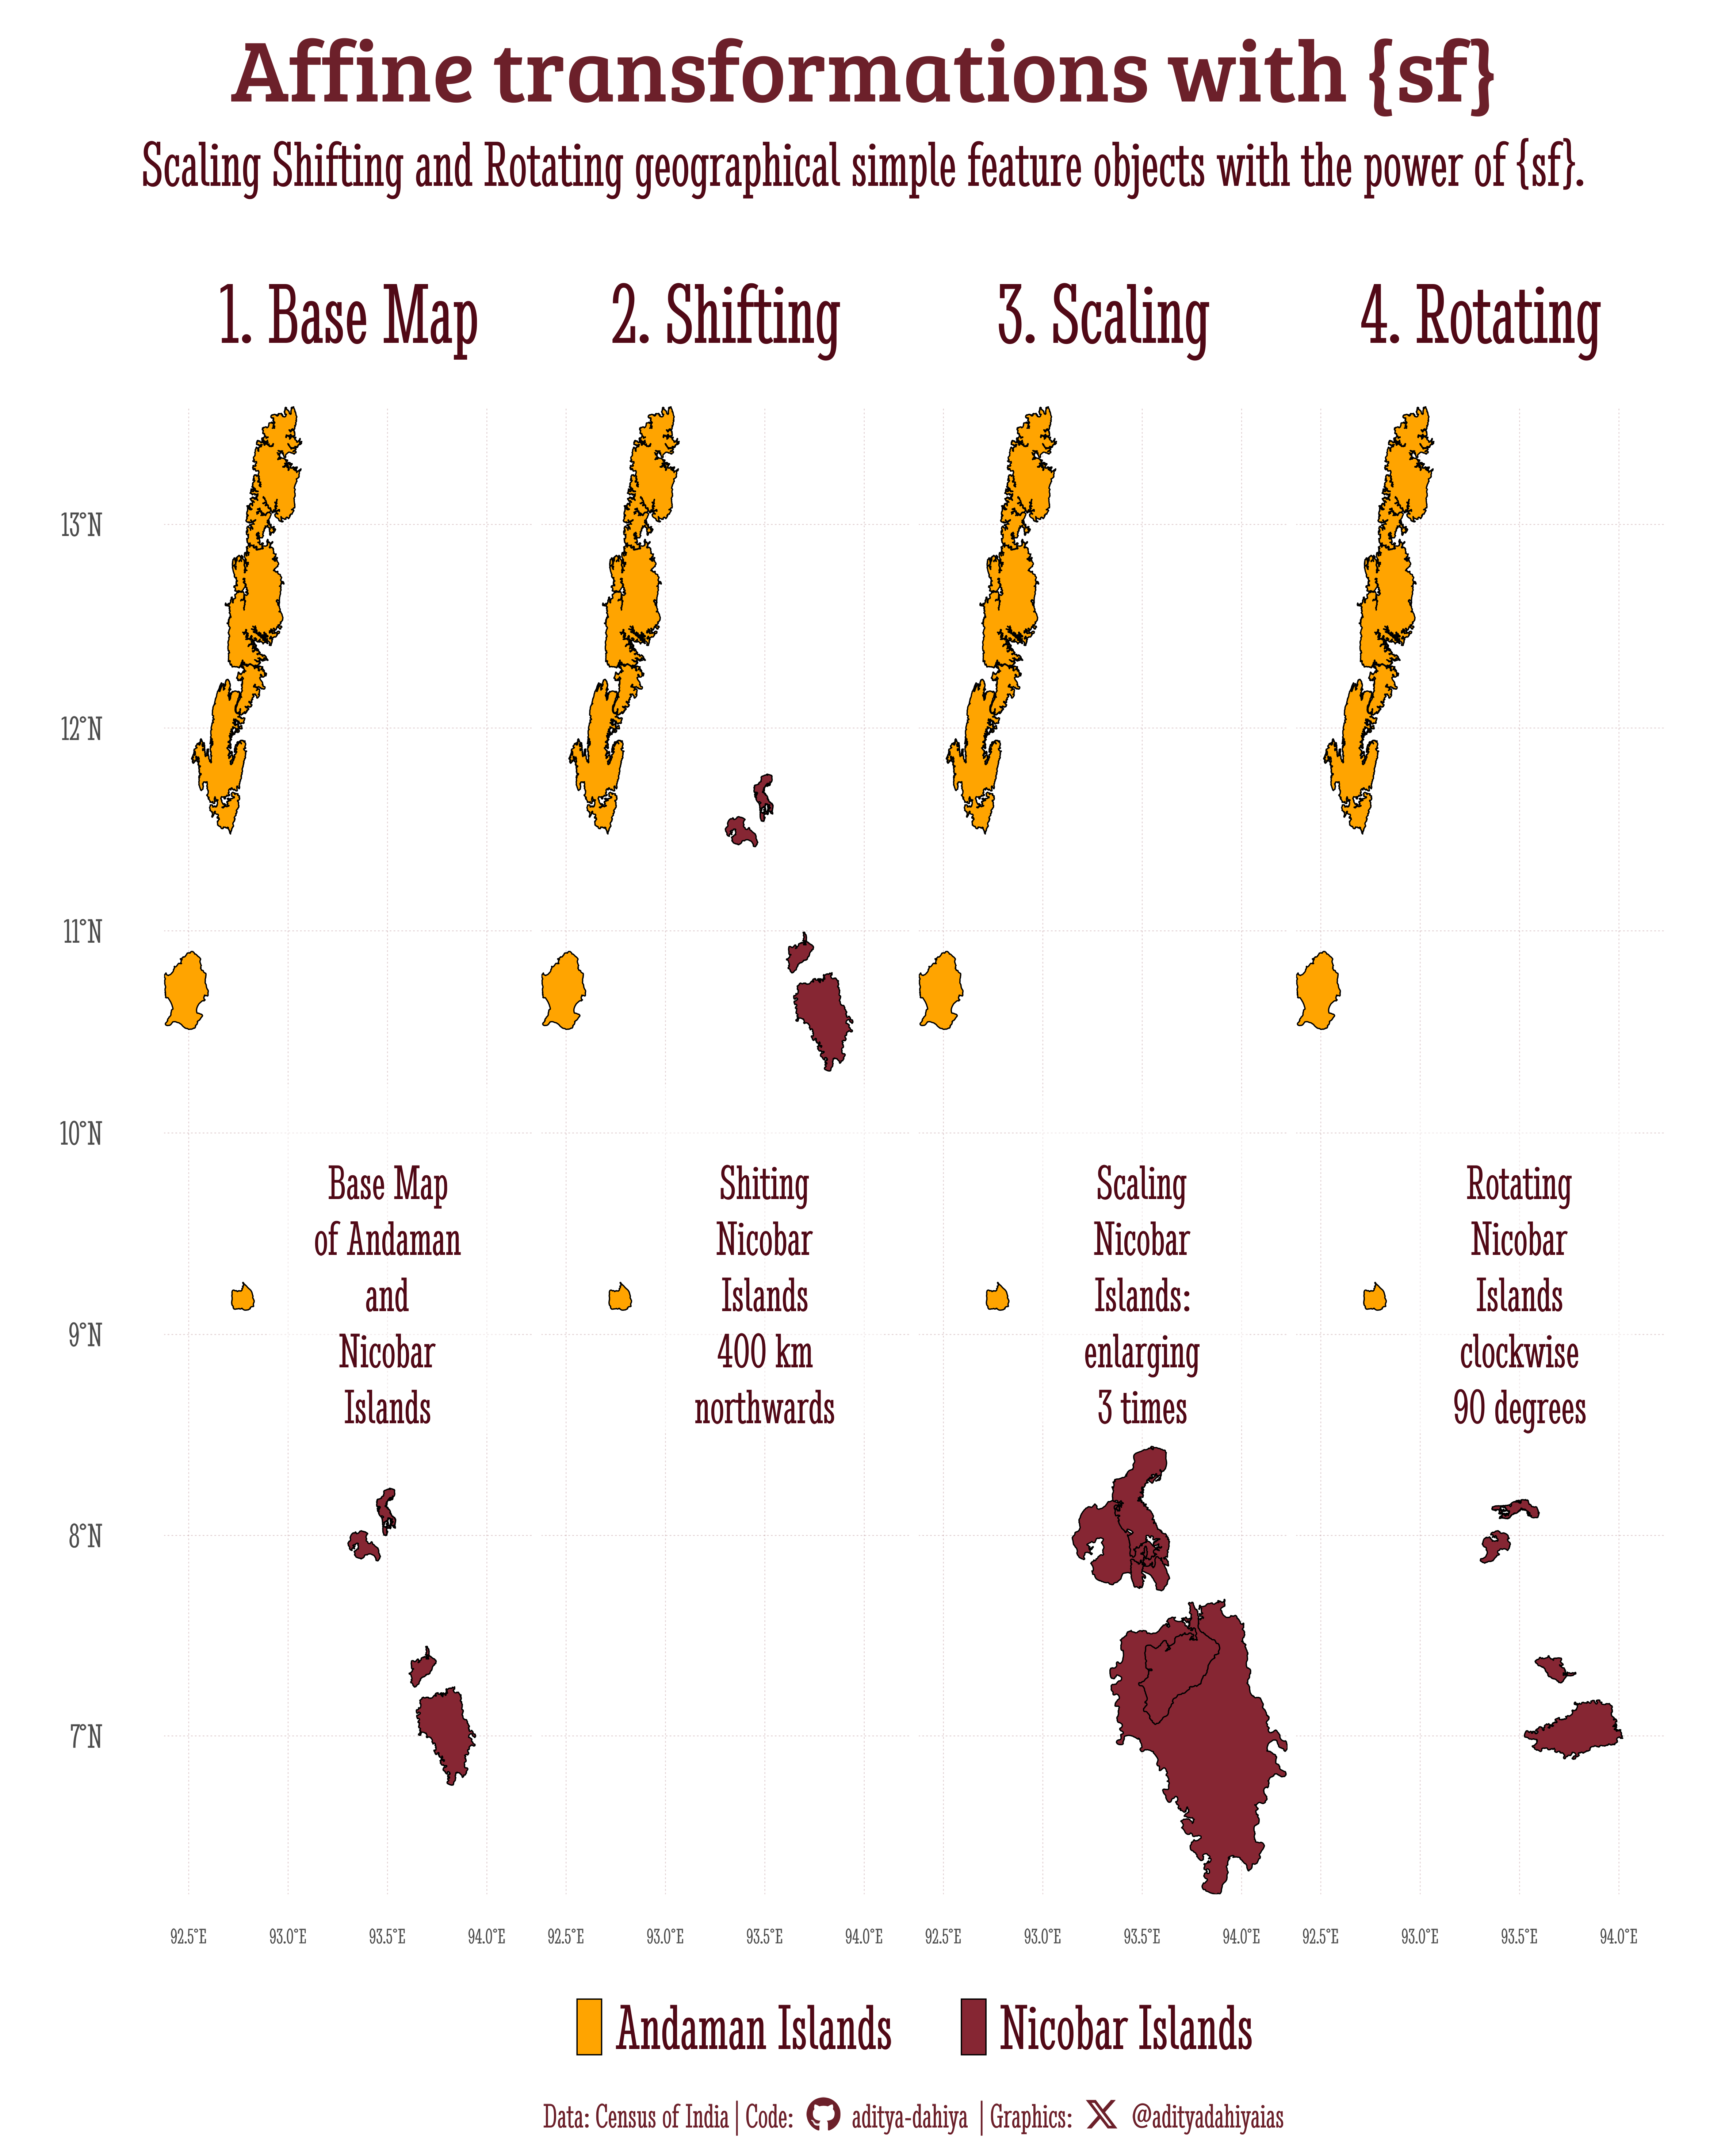 Affine transformations with {sf}
Scaling Shifting and Rotating geographical simple feature objects with the power of {sf}.
1. Base Map
2. Shifting
3. Scaling
4. Rotating
13°N
12°N
11°N
10°N
9°N
8°N
7°N
Base Map
of Andaman
and
Nicobar
Islands
Shiting
Nicobar
Islands
400 km
northwards
Scaling
Nicobar
Islands:
enlarging
3 times
Rotating
Nicobar
Islands
clockwise
90 degrees
92.5°E 93.0°E 93.5°E 94.0°E 92.5°E 93.0°E 93.5°E 94.0°E 92.5°E 93.0°E 93.5°E 94.0°E 92.5°E 93.0°E 93.5°E 94.0°E
Andaman Islands Nicobar Islands
Data: Census of India | Code: aditya-dahiya | Graphics: @adityadahiyaias